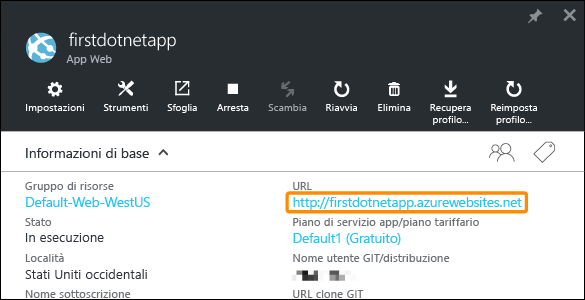 firstdotnetapp
App Web
Impostazioni Strumenti Sfoglia Arresta Scambia Riavvia Elimina Recupera profilo... Reimposta profilo...
Informazioni di base
Gruppo di risorse
Default-Web-WestUS
URL
http://firstdotnetapp.azurewebsites.net
Stato
In esecuzione
Piano di servizio app/piano tariffario
Default1 (Gratuito)
Località
Stati Uniti occidentali
Nome utente GIT/distribuzione
Nome sottoscrizione
URL clone GIT